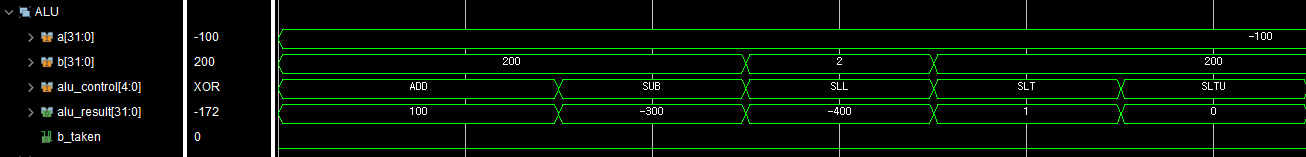 ALU
a[31:0] -100 -100
b[31:0] 200 200 2 200
alu_control[4:0] XOR ADD SUB SLL SLT SLTU
alu_result[31:0] -172 100 -300 -400 1 0
b_taken 0